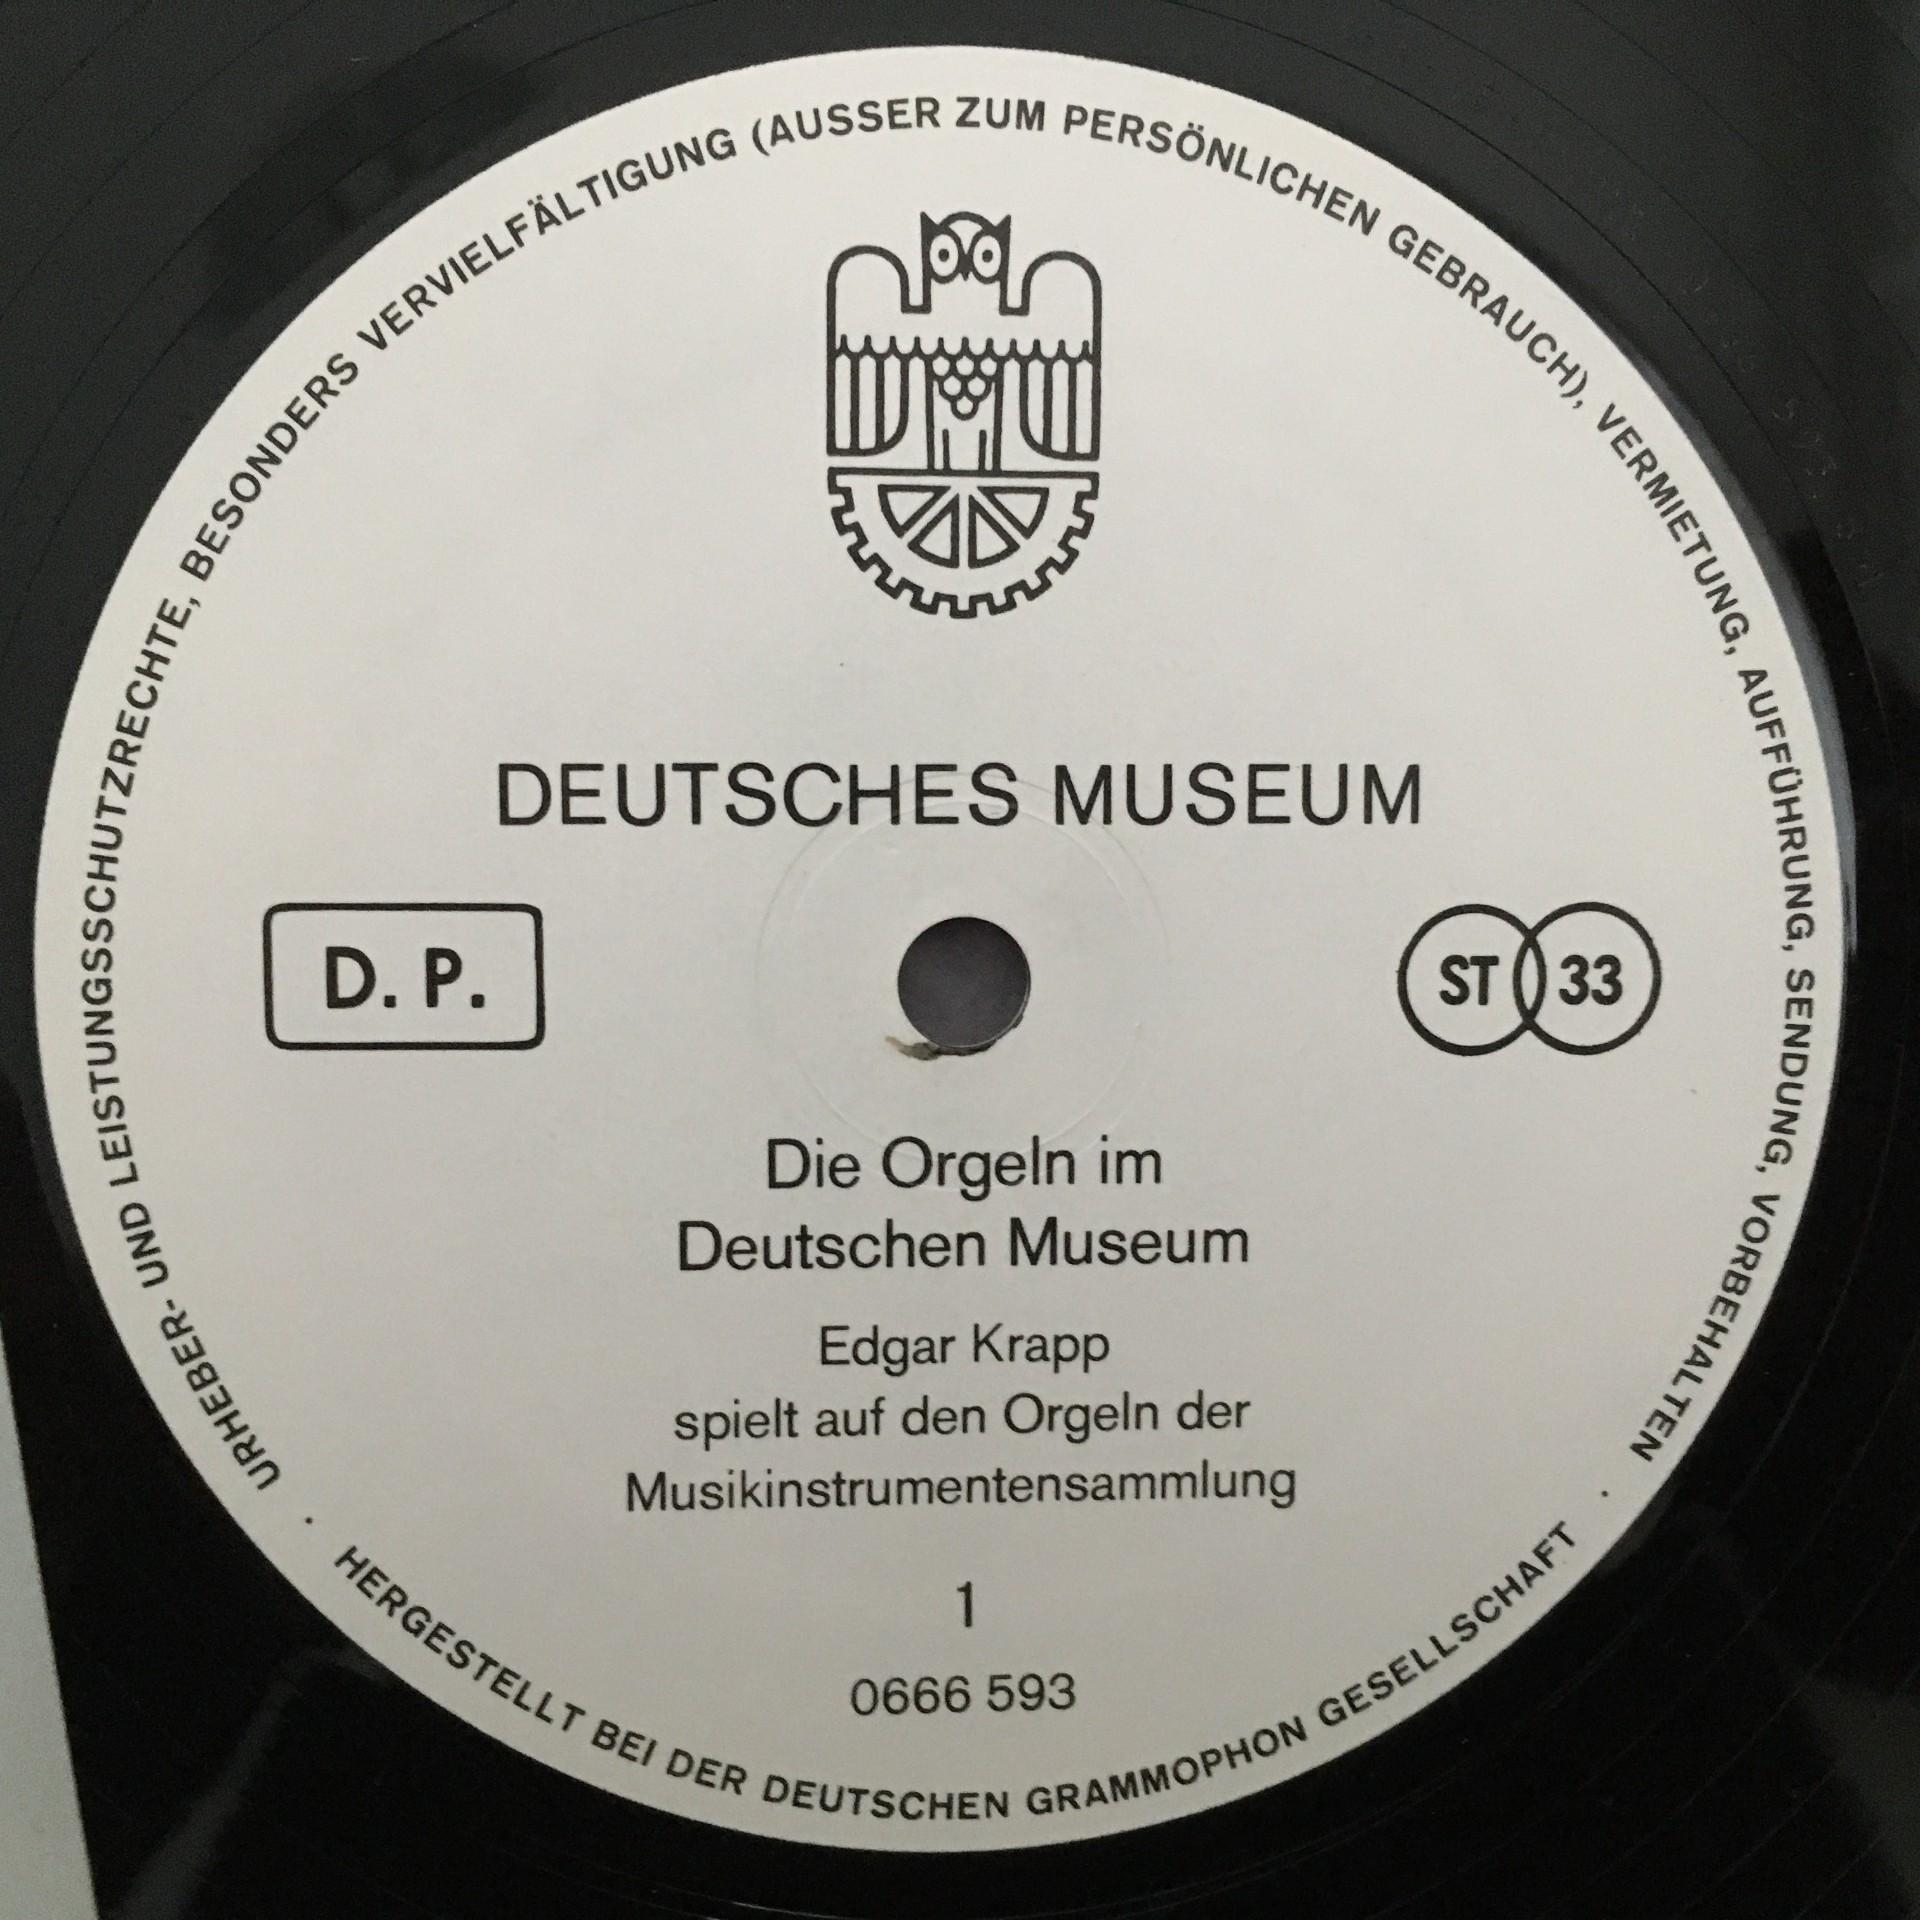 URHEBER- UND LEISTUNGSSCHUTZRECHTE, BESONDERS VERVIELFÄLTIGUNG (AUSSER ZUM PERSÖNLICHEN GEBRAUCH), VERMIETUNG, AUFFÜHRUNG, SENDUNG, VORBEHALTEN
DEUTSCHES MUSEUM
D. P.
ST 33
Die Orgeln im
Deutschen Museum
Edgar Krapp
spielt auf den Orgeln der
Musikinstrumentensammlung
1
0666 593
· HERGESTELLT BEI DER DEUTSCHEN GRAMMOPHON GESELLSCHAFT ·